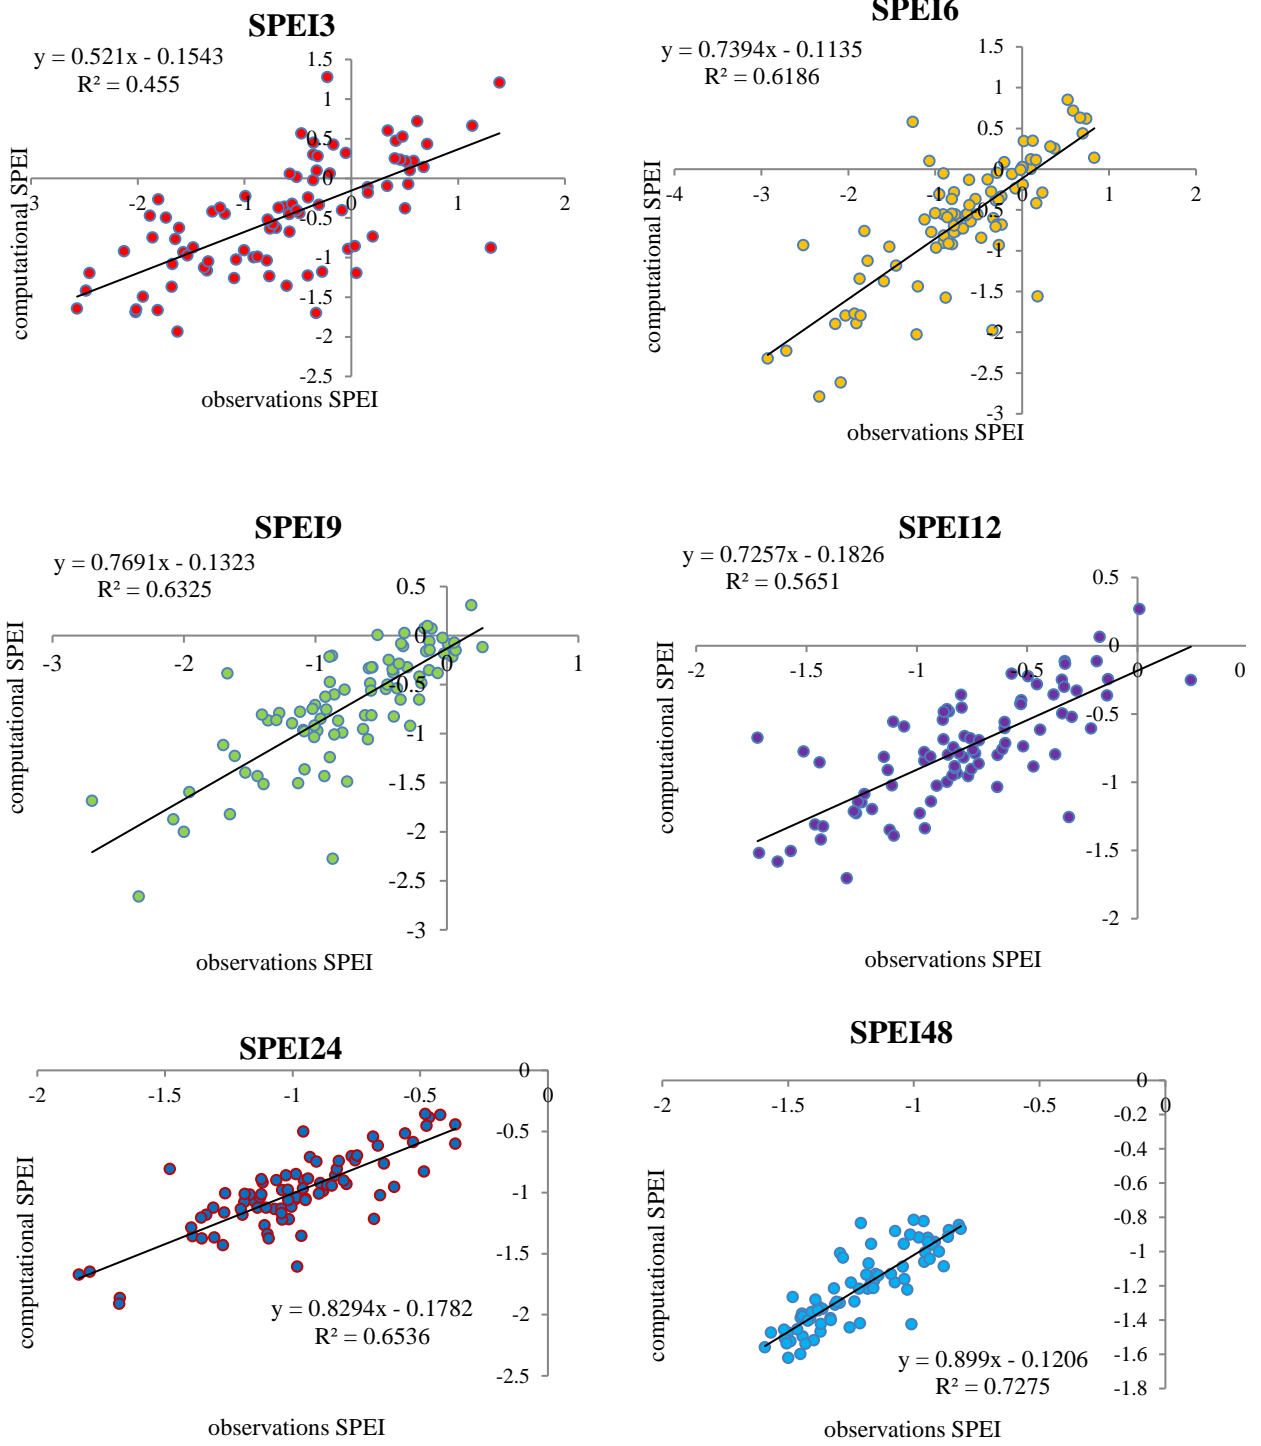 SPEI3
y = 0.521x - 0.1543
R² = 0.455
1.5
1
0.5
0
-0.5
-1
-1.5
-2
-2.5
-3
-2
-1
0
1
2
computational SPEI
observations SPEI
SPEI6
y = 0.7394x - 0.1135
R² = 0.6186
1.5
1
0.5
0
-0.5
-1
-1.5
-2
-2.5
-3
-4
-3
-2
-1
0
1
2
computational SPEI
observations SPEI
SPEI9
y = 0.7691x - 0.1323
R² = 0.6325
0.5
0
-0.5
-1
-1.5
-2
-2.5
-3
-3
-2
-1
0
1
computational SPEI
observations SPEI
SPEI12
y = 0.7257x - 0.1826
R² = 0.5651
0.5
0
-0.5
-1
-1.5
-2
-2
-1.5
-1
-0.5
0
0
computational SPEI
observations SPEI
SPEI24
0
-0.5
-1
-1.5
-2
-2.5
-2
-1.5
-1
-0.5
0
y = 0.8294x - 0.1782
R² = 0.6536
computational SPEI
observations SPEI
SPEI48
0
-0.2
-0.4
-0.6
-0.8
-1
-1.2
-1.4
-1.6
-1.8
-2
-1.5
-1
-0.5
0
y = 0.899x - 0.1206
R² = 0.7275
computational SPEI
observations SPEI